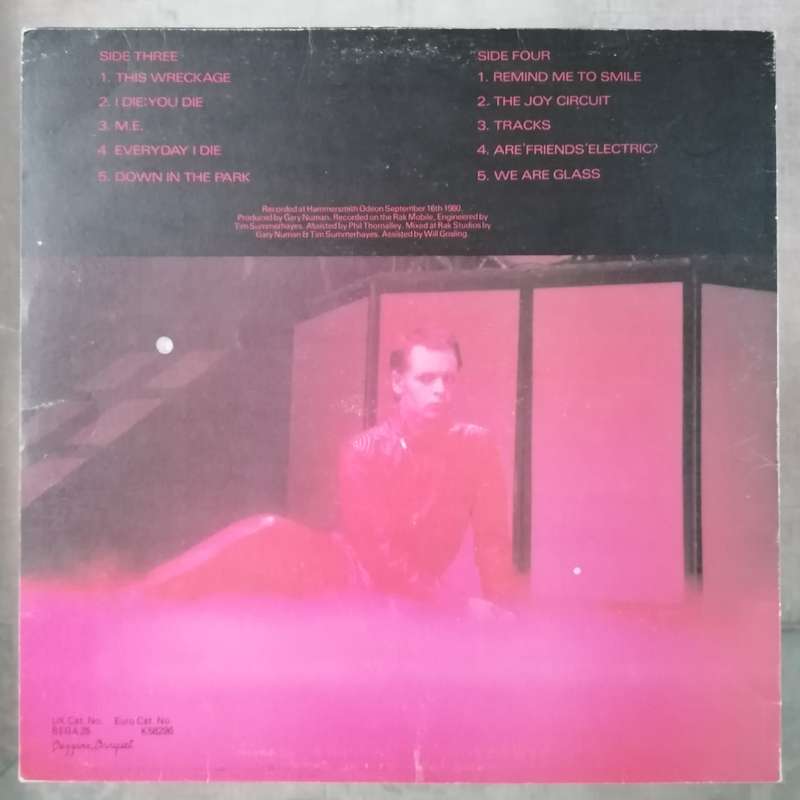 SIDE THREE
1. THIS WRECKAGE
2. I DIE:YOU DIE
3. M.E.
4 EVERYDAY I DIE
5. DOWN IN THE PARK
SIDE FOUR
1. REMIND ME TO SMILE
2. THE JOY CIRCUIT
3. TRACKS
4. ARE'FRIENDS'ELECTRIC?
5. WE ARE GLASS
Recorded at Hammersmith Odeon September 16th 1980.
Produced by Gary Numan. Recorded on the Rak Mobile, Engineered by
Tim Summerhayes. Assisted by Phil Thornalley. Mixed at Rak Studios by
Gary Numan & Tim Summerhayes. Assisted by Will Gosling.
UK Cat. No. Euro Cat. No.
BEGA 28 K58296
Beggars Banquet